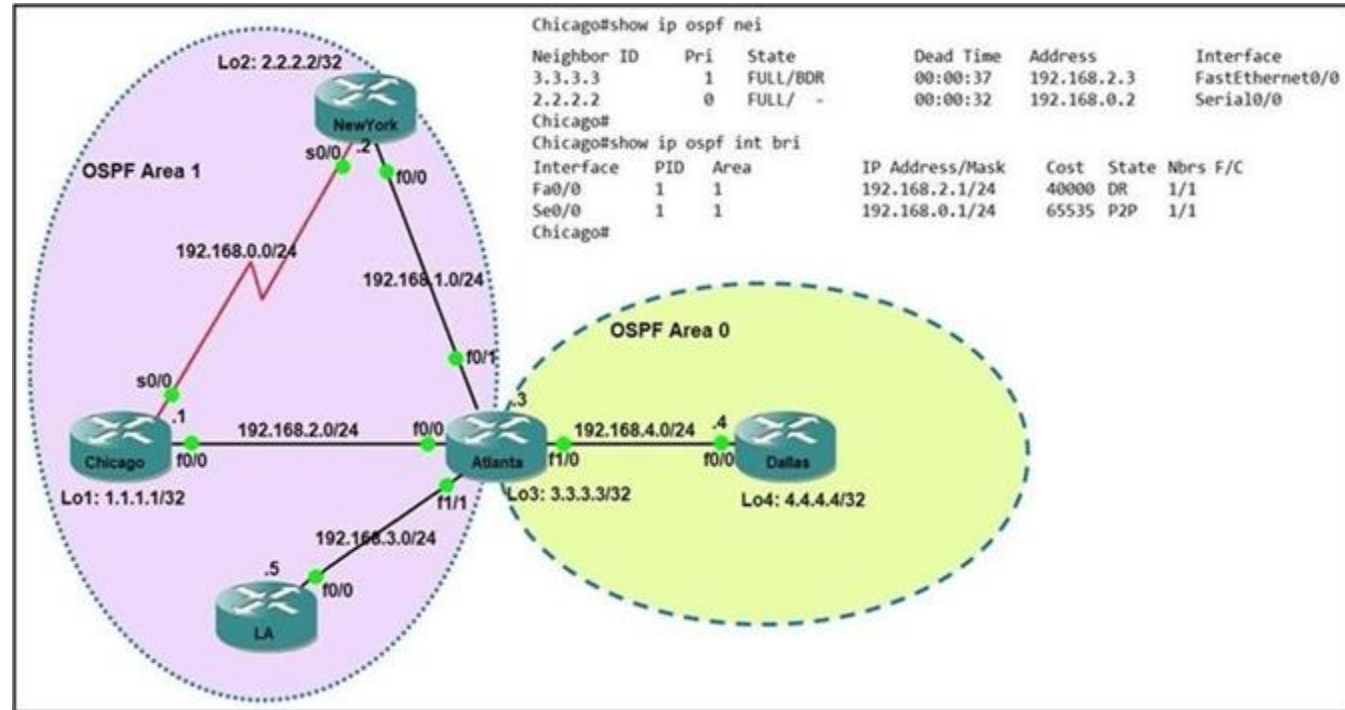 Chicago#show ip ospf nei
Neighbor ID Pri State Dead Time Address Interface
3.3.3.3 1 FULL/BDR 00:00:37 192.168.2.3 FastEthernet0/0
2.2.2.2 0 FULL/ - 00:00:32 192.168.0.2 Serial0/0
Chicago#
Chicago#show ip ospf int bri
Interface PID Area IP Address/Mask Cost State Nbrs F/C
Fa0/0 1 1 192.168.2.1/24 40000 DR 1/1
Se0/0 1 1 192.168.0.1/24 65535 P2P 1/1
Chicago#
Lo2: 2.2.2.2/32
NewYork
s0/0
.2
f0/0
OSPF Area 1
192.168.0.0/24
192.168.1.0/24
OSPF Area 0
f0/1
s0/0
.1
.3
192.168.2.0/24
f0/0
192.168.4.0/24
.4
Chicago
f0/0
Atlanta
f1/0
f0/0
Dallas
Lo1: 1.1.1.1/32
f1/1
Lo3: 3.3.3.3/32
Lo4: 4.4.4.4/32
192.168.3.0/24
.5
f0/0
LA